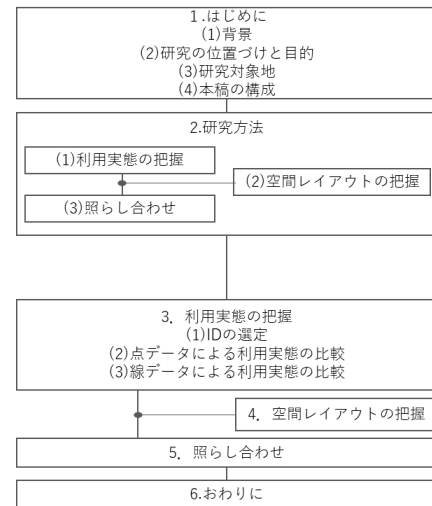 1.はじめに
(1)背景
(2)研究の位置づけと目的
(3)研究対象地
(4)本稿の構成
2.研究方法
(1)利用実態の把握
(2)空間レイアウトの把握
(3)照らし合わせ
3．利用実態の把握
(1)IDの選定
(2)点データによる利用実態の比較
(3)線データによる利用実態の比較
4．空間レイアウトの把握
5．照らし合わせ
6.おわりに